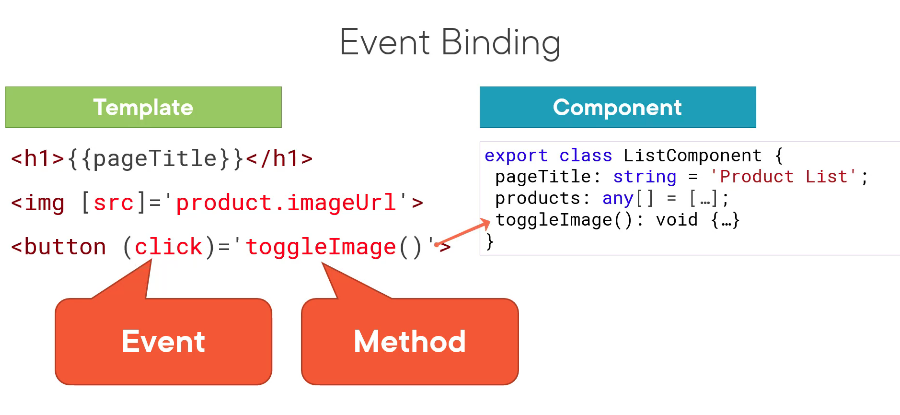 Event Binding
Template
<h1>{{pageTitle}}</h1>
<img [src]='product.imageUrl'>
<button (click)='toggleImage()'>
Event
Method
Component
export class ListComponent {
pageTitle: string = 'Product List';
products: any[] = […];
toggleImage(): void {…}
}